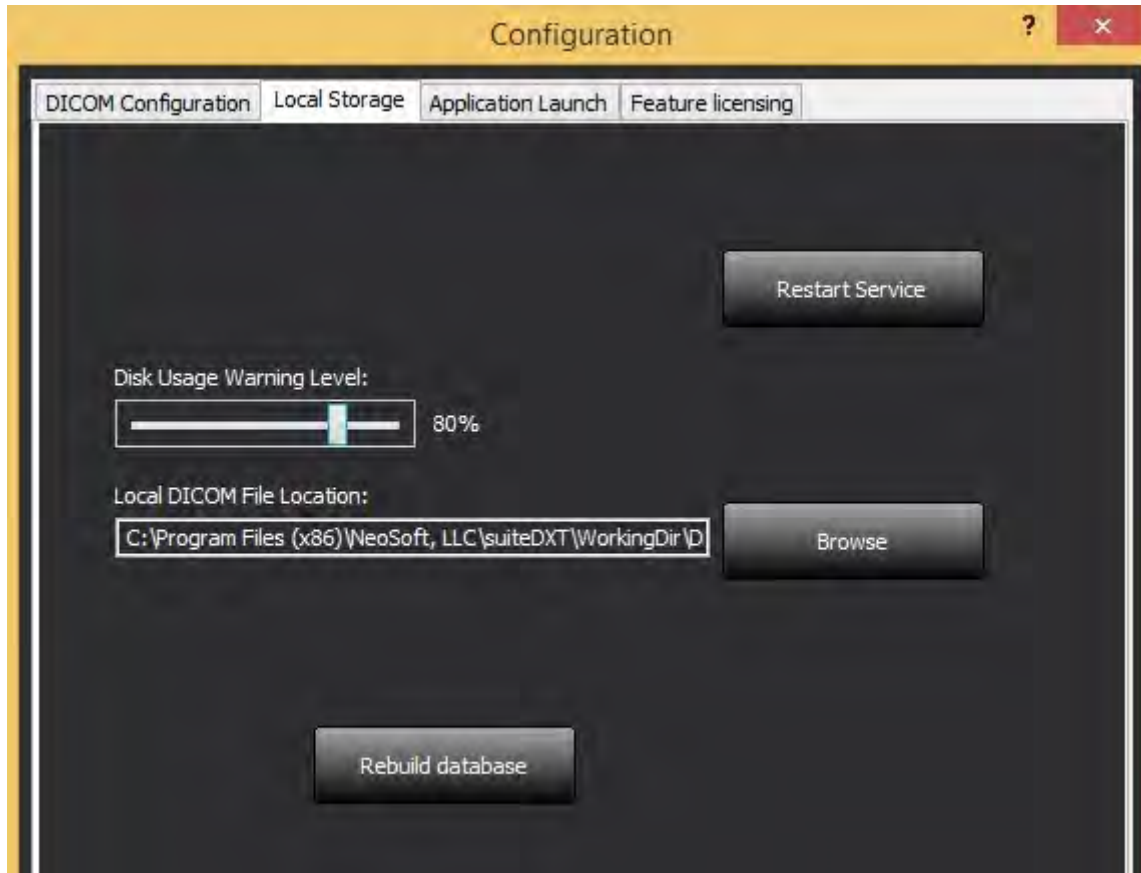 Configuration
?
DICOM Configuration Local Storage Application Launch Feature licensing
Restart Service
Disk Usage Warning Level:
80%
Local DICOM File Location:
C:\Program Files (x86)\NeoSoft, LLC\suiteDXT\WorkingDir\D
Browse
Rebuild database